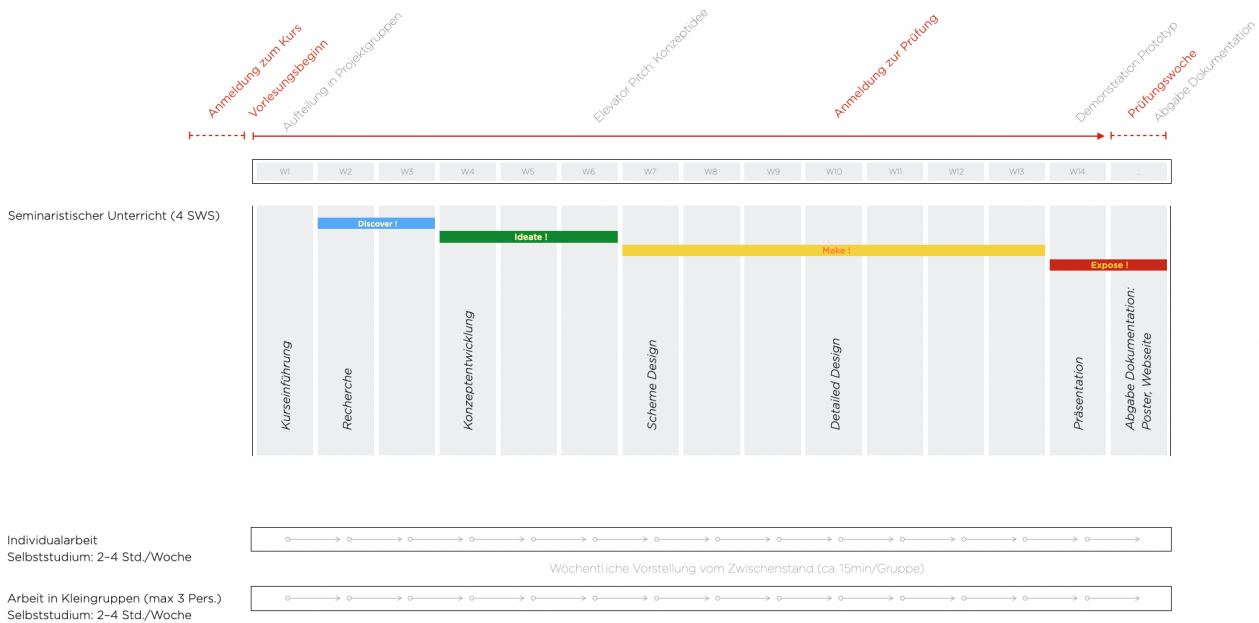 Anmeldung zum Kurs
Vorlesungsbeginn
Aufteilung in Projektgruppen
Elevator Pitch: Konzeptidee
Anmeldung zur Prüfung
Demonstration Prototyp
Prüfungswoche
Abgabe Dokumentation
W1 W2 W3 W4 W5 W6 W7 W8 W9 W10 W11 W12 W13 W14 ..
Seminaristischer Unterricht (4 SWS)
Discover !
Ideate !
Make !
Expose !
Kurseinführung
Recherche
Konzeptentwicklung
Scheme Design
Detailed Design
Präsentation
Abgabe Dokumentation:
Poster, Webseite
Individualarbeit
Selbststudium: 2–4 Std./Woche
Wöchentliche Vorstellung vom Zwischenstand (ca. 15min/Gruppe)
Arbeit in Kleingruppen (max 3 Pers.)
Selbststudium: 2–4 Std./Woche